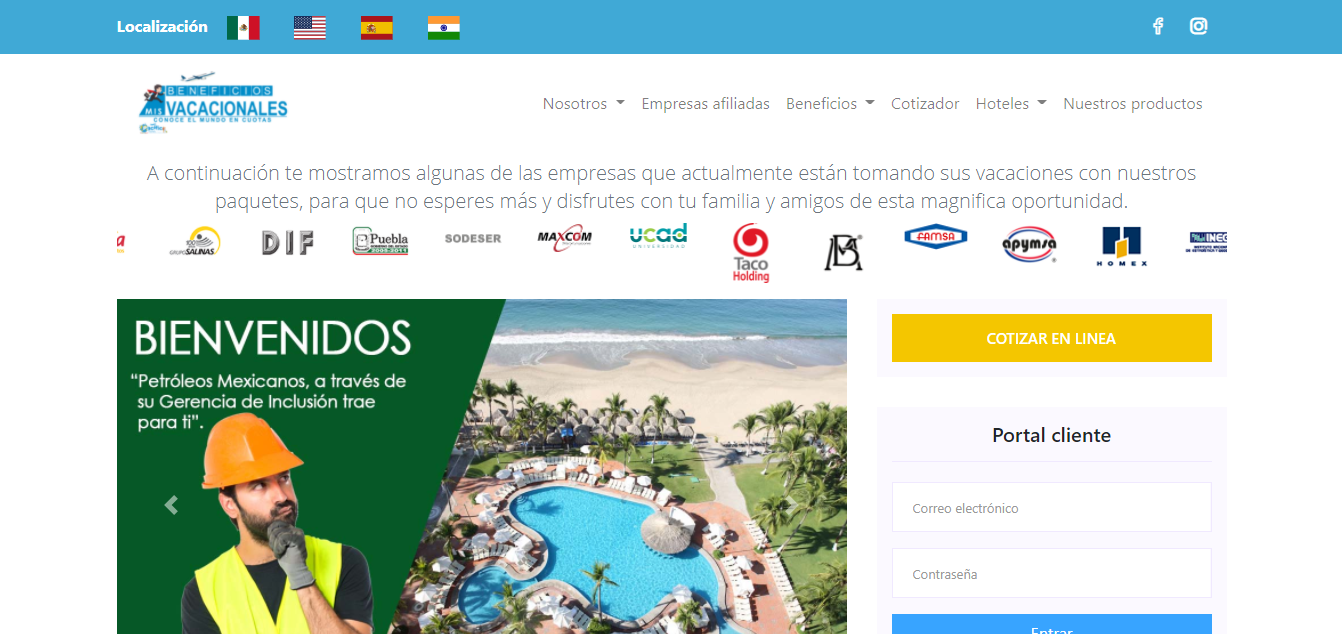 Localización
BENEFICIOS
MIS VACACIONALES
CONOCE EL MUNDO EN CUOTAS
Nosotros
Empresas afiliadas
Beneficios
Cotizador
Hoteles
Nuestros productos
A continuación te mostramos algunas de las empresas que actualmente están tomando sus vacaciones con nuestros
paquetes, para que no esperes más y disfrutes con tu familia y amigos de esta magnifica oportunidad.
GRUPO SALINAS
DIF
Puebla
SODESER
MAXCOM
ucad
UNIVERSIDAD
Taco
Holding
FAMSA
apymsa
HOMEX
INEG
BIENVENIDOS
“Petróleos Mexicanos, a través de
su Gerencia de Inclusión trae
para ti”.
COTIZAR EN LINEA
Portal cliente
Correo electrónico
Contraseña
Entrar